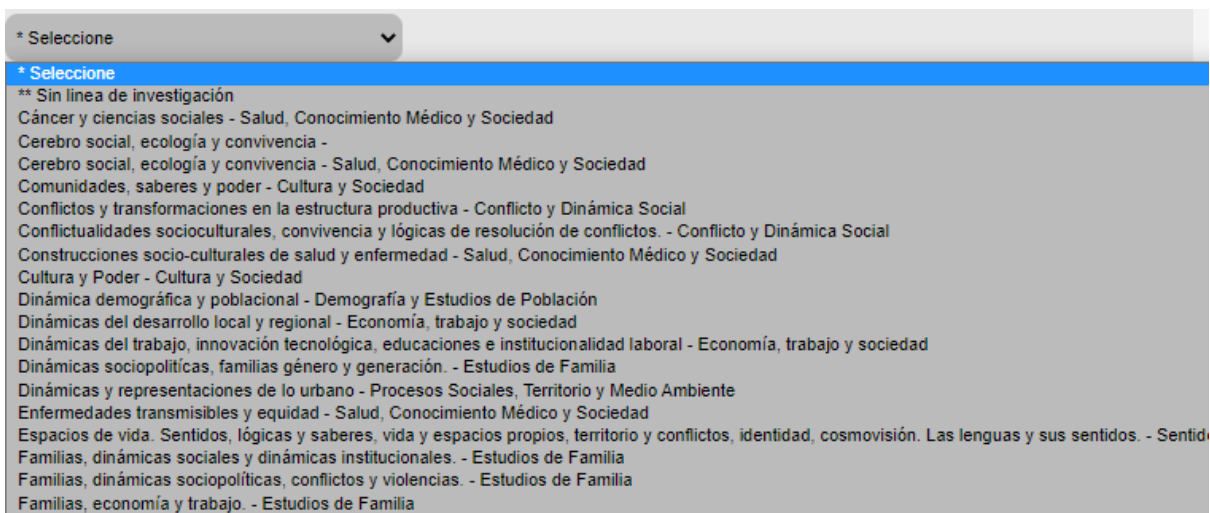 * Seleccione
* Seleccione
** Sin linea de investigación
Cáncer y ciencias sociales - Salud, Conocimiento Médico y Sociedad
Cerebro social, ecología y convivencia -
Cerebro social, ecología y convivencia - Salud, Conocimiento Médico y Sociedad
Comunidades, saberes y poder - Cultura y Sociedad
Conflictos y transformaciones en la estructura productiva - Conflicto y Dinámica Social
Conflictualidades socioculturales, convivencia y lógicas de resolución de conflictos. - Conflicto y Dinámica Social
Construcciones socio-culturales de salud y enfermedad - Salud, Conocimiento Médico y Sociedad
Cultura y Poder - Cultura y Sociedad
Dinámica demográfica y poblacional - Demografía y Estudios de Población
Dinámicas del desarrollo local y regional - Economía, trabajo y sociedad
Dinámicas del trabajo, innovación tecnológica, educaciones e institucionalidad laboral - Economía, trabajo y sociedad
Dinámicas sociopolitícas, familias género y generación. - Estudios de Familia
Dinámicas y representaciones de lo urbano - Procesos Sociales, Territorio y Medio Ambiente
Enfermedades transmisibles y equidad - Salud, Conocimiento Médico y Sociedad
Espacios de vida. Sentidos, lógicas y saberes, vida y espacios propios, territorio y conflictos, identidad, cosmovisión. Las lenguas y sus sentidos. - Sentid
Familias, dinámicas sociales y dinámicas institucionales. - Estudios de Familia
Familias, dinámicas sociopolíticas, conflictos y violencias. - Estudios de Familia
Familias, economía y trabajo. - Estudios de Familia